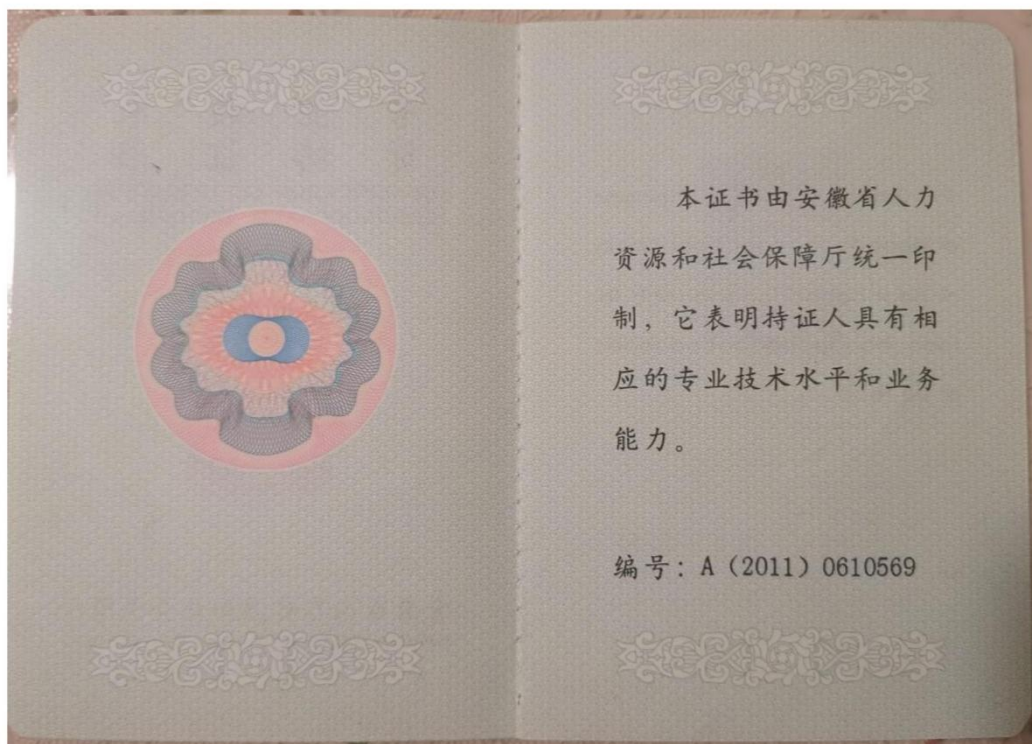 本证书由安徽省人力
资源和社会保障厅统一印
制，它表明持证人具有相
应的专业技术水平和业务
能力。
编号：A（2011）0610569